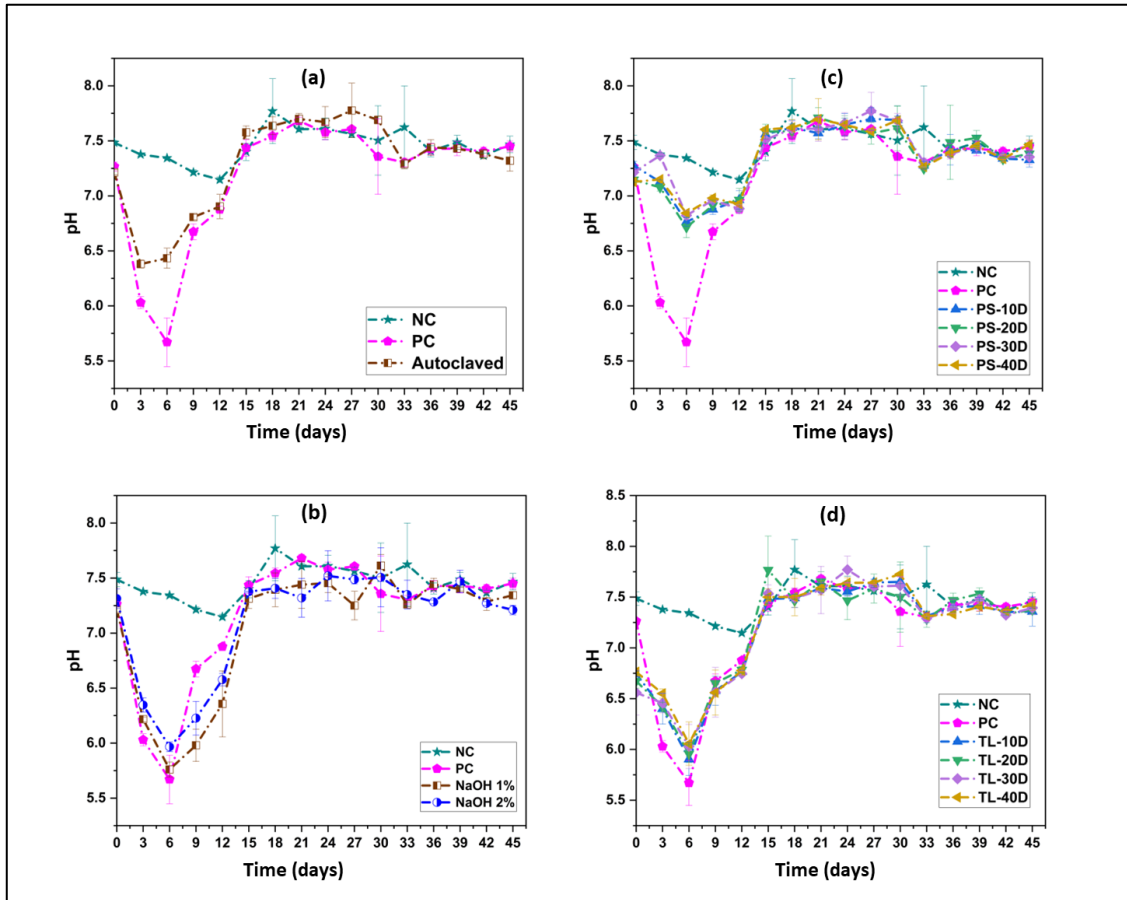 (a)
8.0
7.5
7.0
6.5
6.0
5.5
pH
0 3 6 9 12 15 18 21 24 27 30 33 36 39 42 45
Time (days)
NC
PC
Autoclaved
(c)
8.0
7.5
7.0
6.5
6.0
5.5
pH
0 3 6 9 12 15 18 21 24 27 30 33 36 39 42 45
Time (days)
NC
PC
PS-10D
PS-20D
PS-30D
PS-40D
(b)
8.0
7.5
7.0
6.5
6.0
5.5
pH
0 3 6 9 12 15 18 21 24 27 30 33 36 39 42 45
Time (days)
NC
PC
NaOH 1%
NaOH 2%
(d)
8.5
8.0
7.5
7.0
6.5
6.0
5.5
pH
0 3 6 9 12 15 18 21 24 27 30 33 36 39 42 45
Time (days)
NC
PC
TL-10D
TL-20D
TL-30D
TL-40D